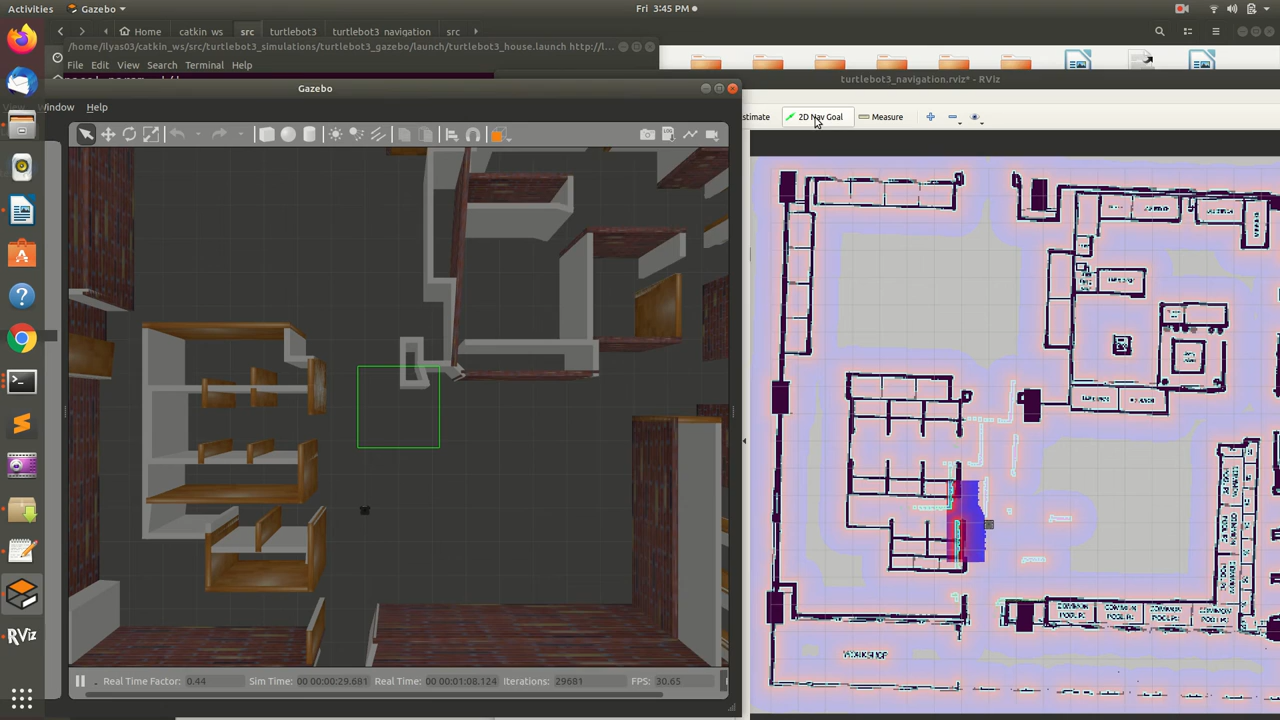 Activities
Gazebo
Fri 3:45 PM
Home
catkin_ws
src
turtlebot3
turtlebot3_navigation
src
/home/ilyas03/catkin_ws/src/turtlebot3_simulations/turtlebot3_gazebo/launch/turtlebot3_house.launch http://l...
File Edit View Search Terminal Help
turtlebot3_navigation.rviz* - RViz
Gazebo
Window Help
stimate
2D Nav Goal
Measure
WORKSHOP
COMMON
COMMON
RViz
Real Time Factor: 0.44 Sim Time: 00 00:00:29.681 Real Time: 00 00:01:08.124 Iterations: 29681 FPS: 30.65